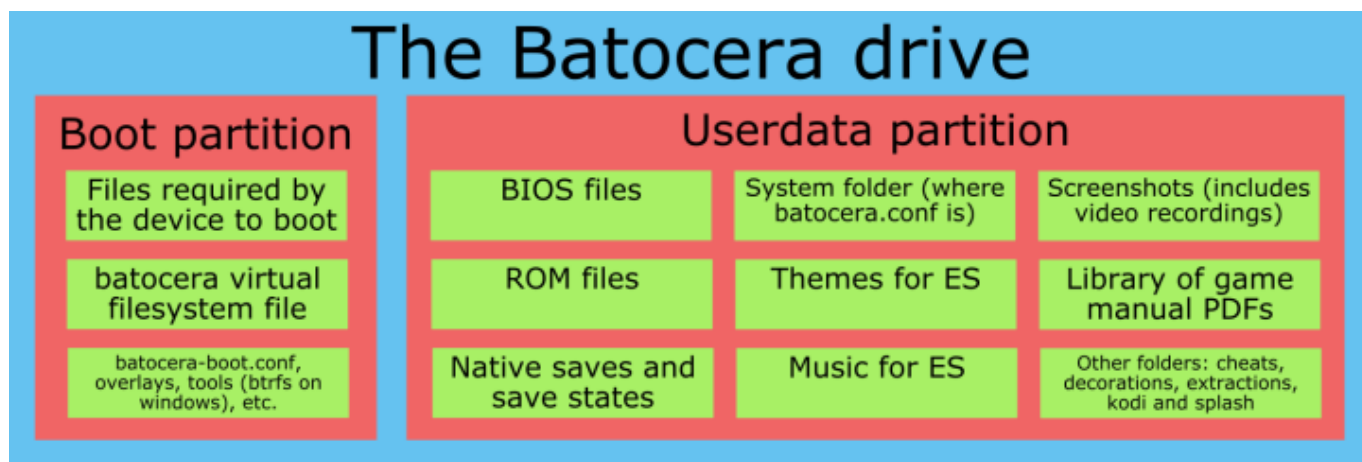 The Batocera drive
Boot partition
Files required by
the device to boot
batocera virtual
filesystem file
batocera-boot.conf,
overlays, tools (btrfs on
windows), etc.
Userdata partition
BIOS files
System folder (where
batocera.conf is)
Screenshots (includes
video recordings)
ROM files
Themes for ES
Library of game
manual PDFs
Native saves and
save states
Music for ES
Other folders: cheats,
decorations, extractions,
kodi and splash